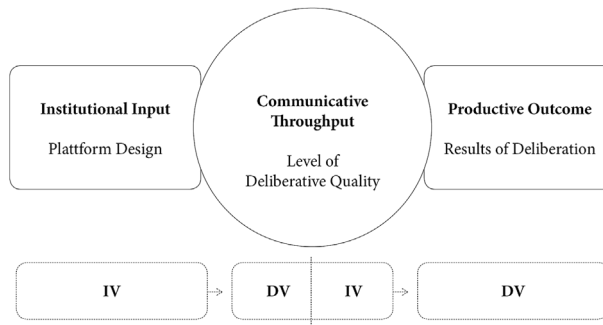 Institutional Input
Plattform Design
Communicative
Throughput
Level of
Deliberative Quality
Productive Outcome
Results of Deliberation
IV
DV
IV
DV